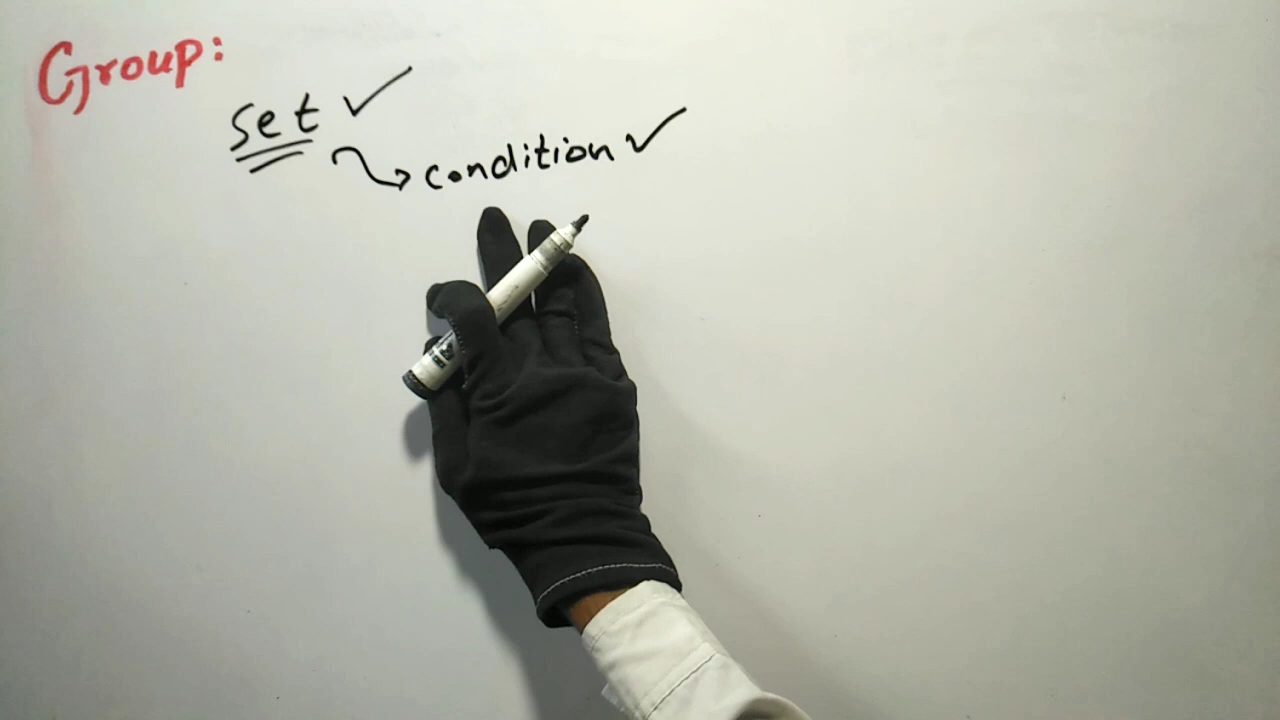 Group:
set ✓
condition ✓